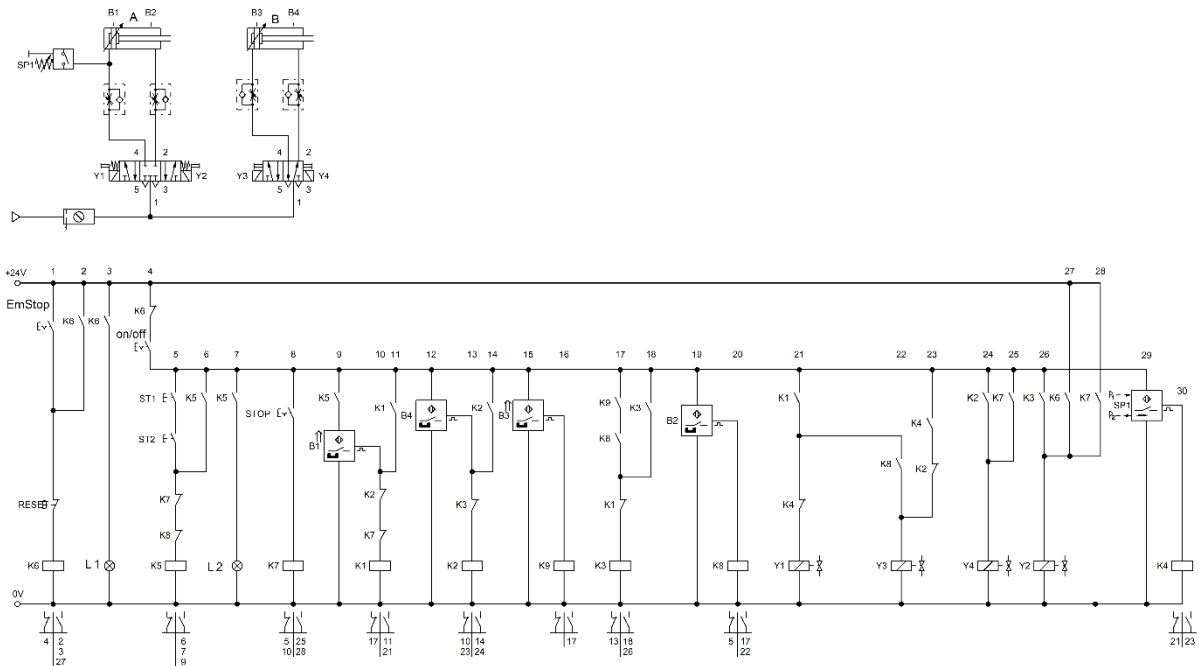 B1 A B2 B3 B B4
SP1
4 2 4 2
Y1 Y2 Y3 Y4
5 3 5 3
1 1
1 2 3 4 27 28
+24V
EmStop
K6 K6 K6
on/off
K6 K7
5 6 7 8 9 10 11 12 13 14 15 16 17 18 19 20 21 22 23 24 25 26 29
30
ST1 K5 K5 STOP K5 K1 B4 K2 B3 K9 K3 B2 K1 K4 K2 K7 K3 P1 SP1
P2
ST2 B1 K6 K8 K2
RESET K7 K2 K3 K1 K4
K8 K7
K6 L1 K5 L2 K7 K1 K2 K9 K3 K8 Y1 Y3 Y4 Y2 K4
0V
4 2 6 5 25 17 11 10 14 17 13 18 5 17 21 23
3 7 10 28 21 23 24 26 22
27 9